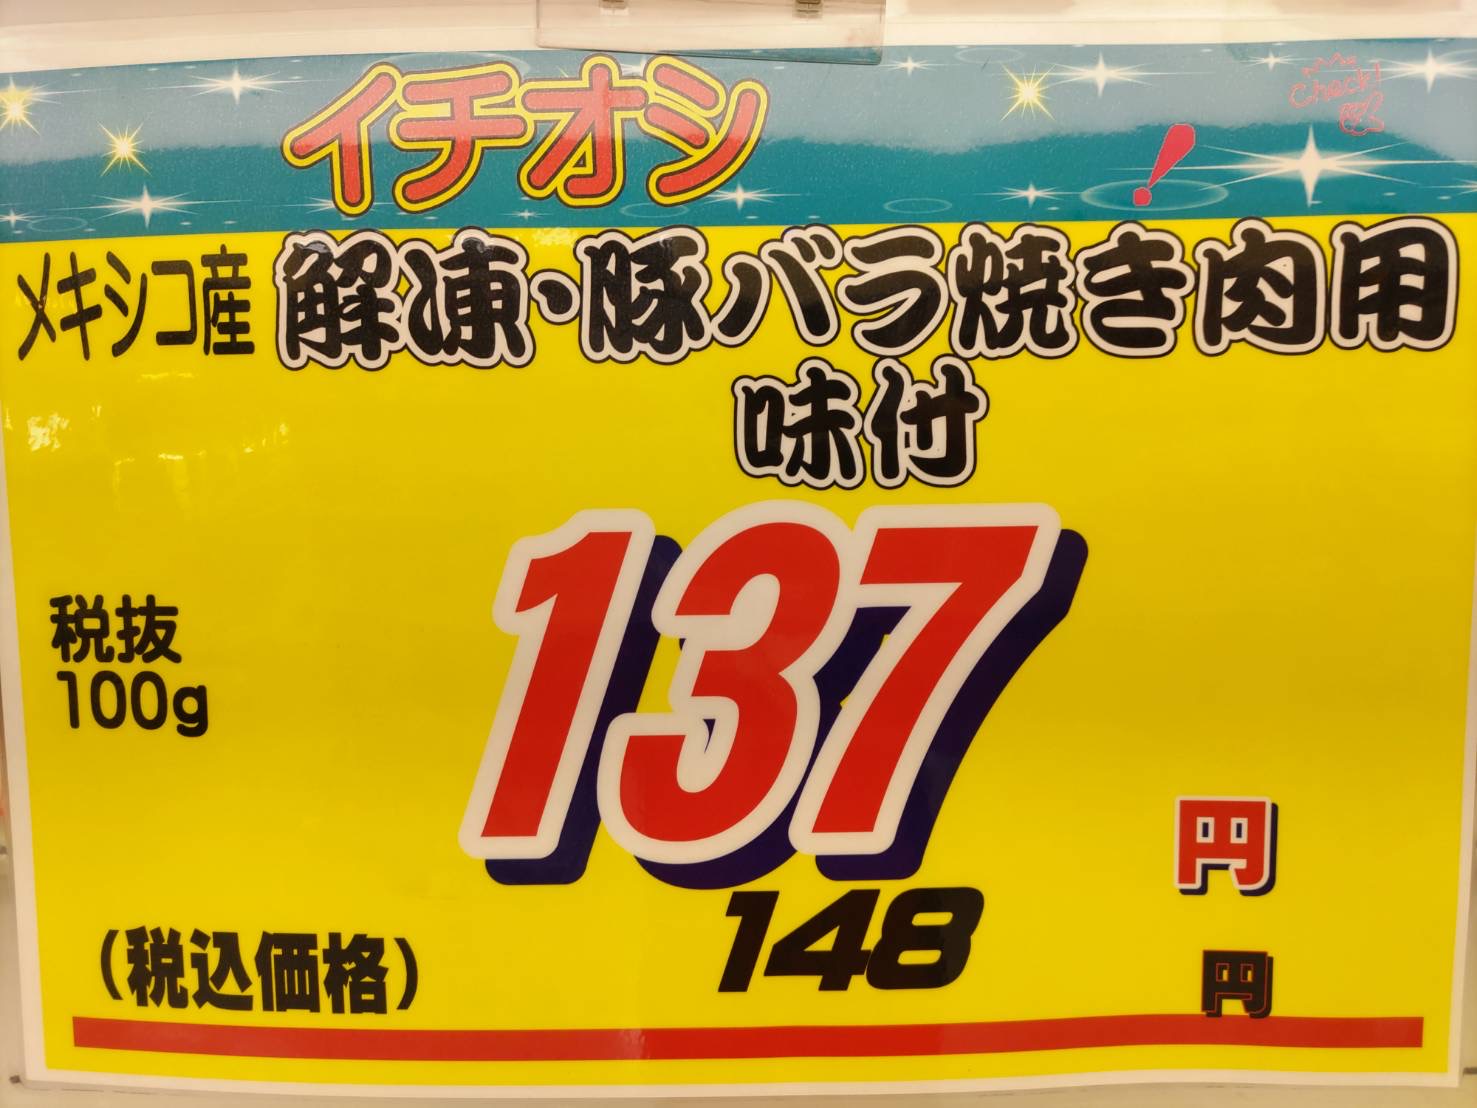 イチオシ ! Check!
メキシコ産 解凍・豚バラ焼き肉用
味付
税抜
100g
137 円
(税込価格) 148 円